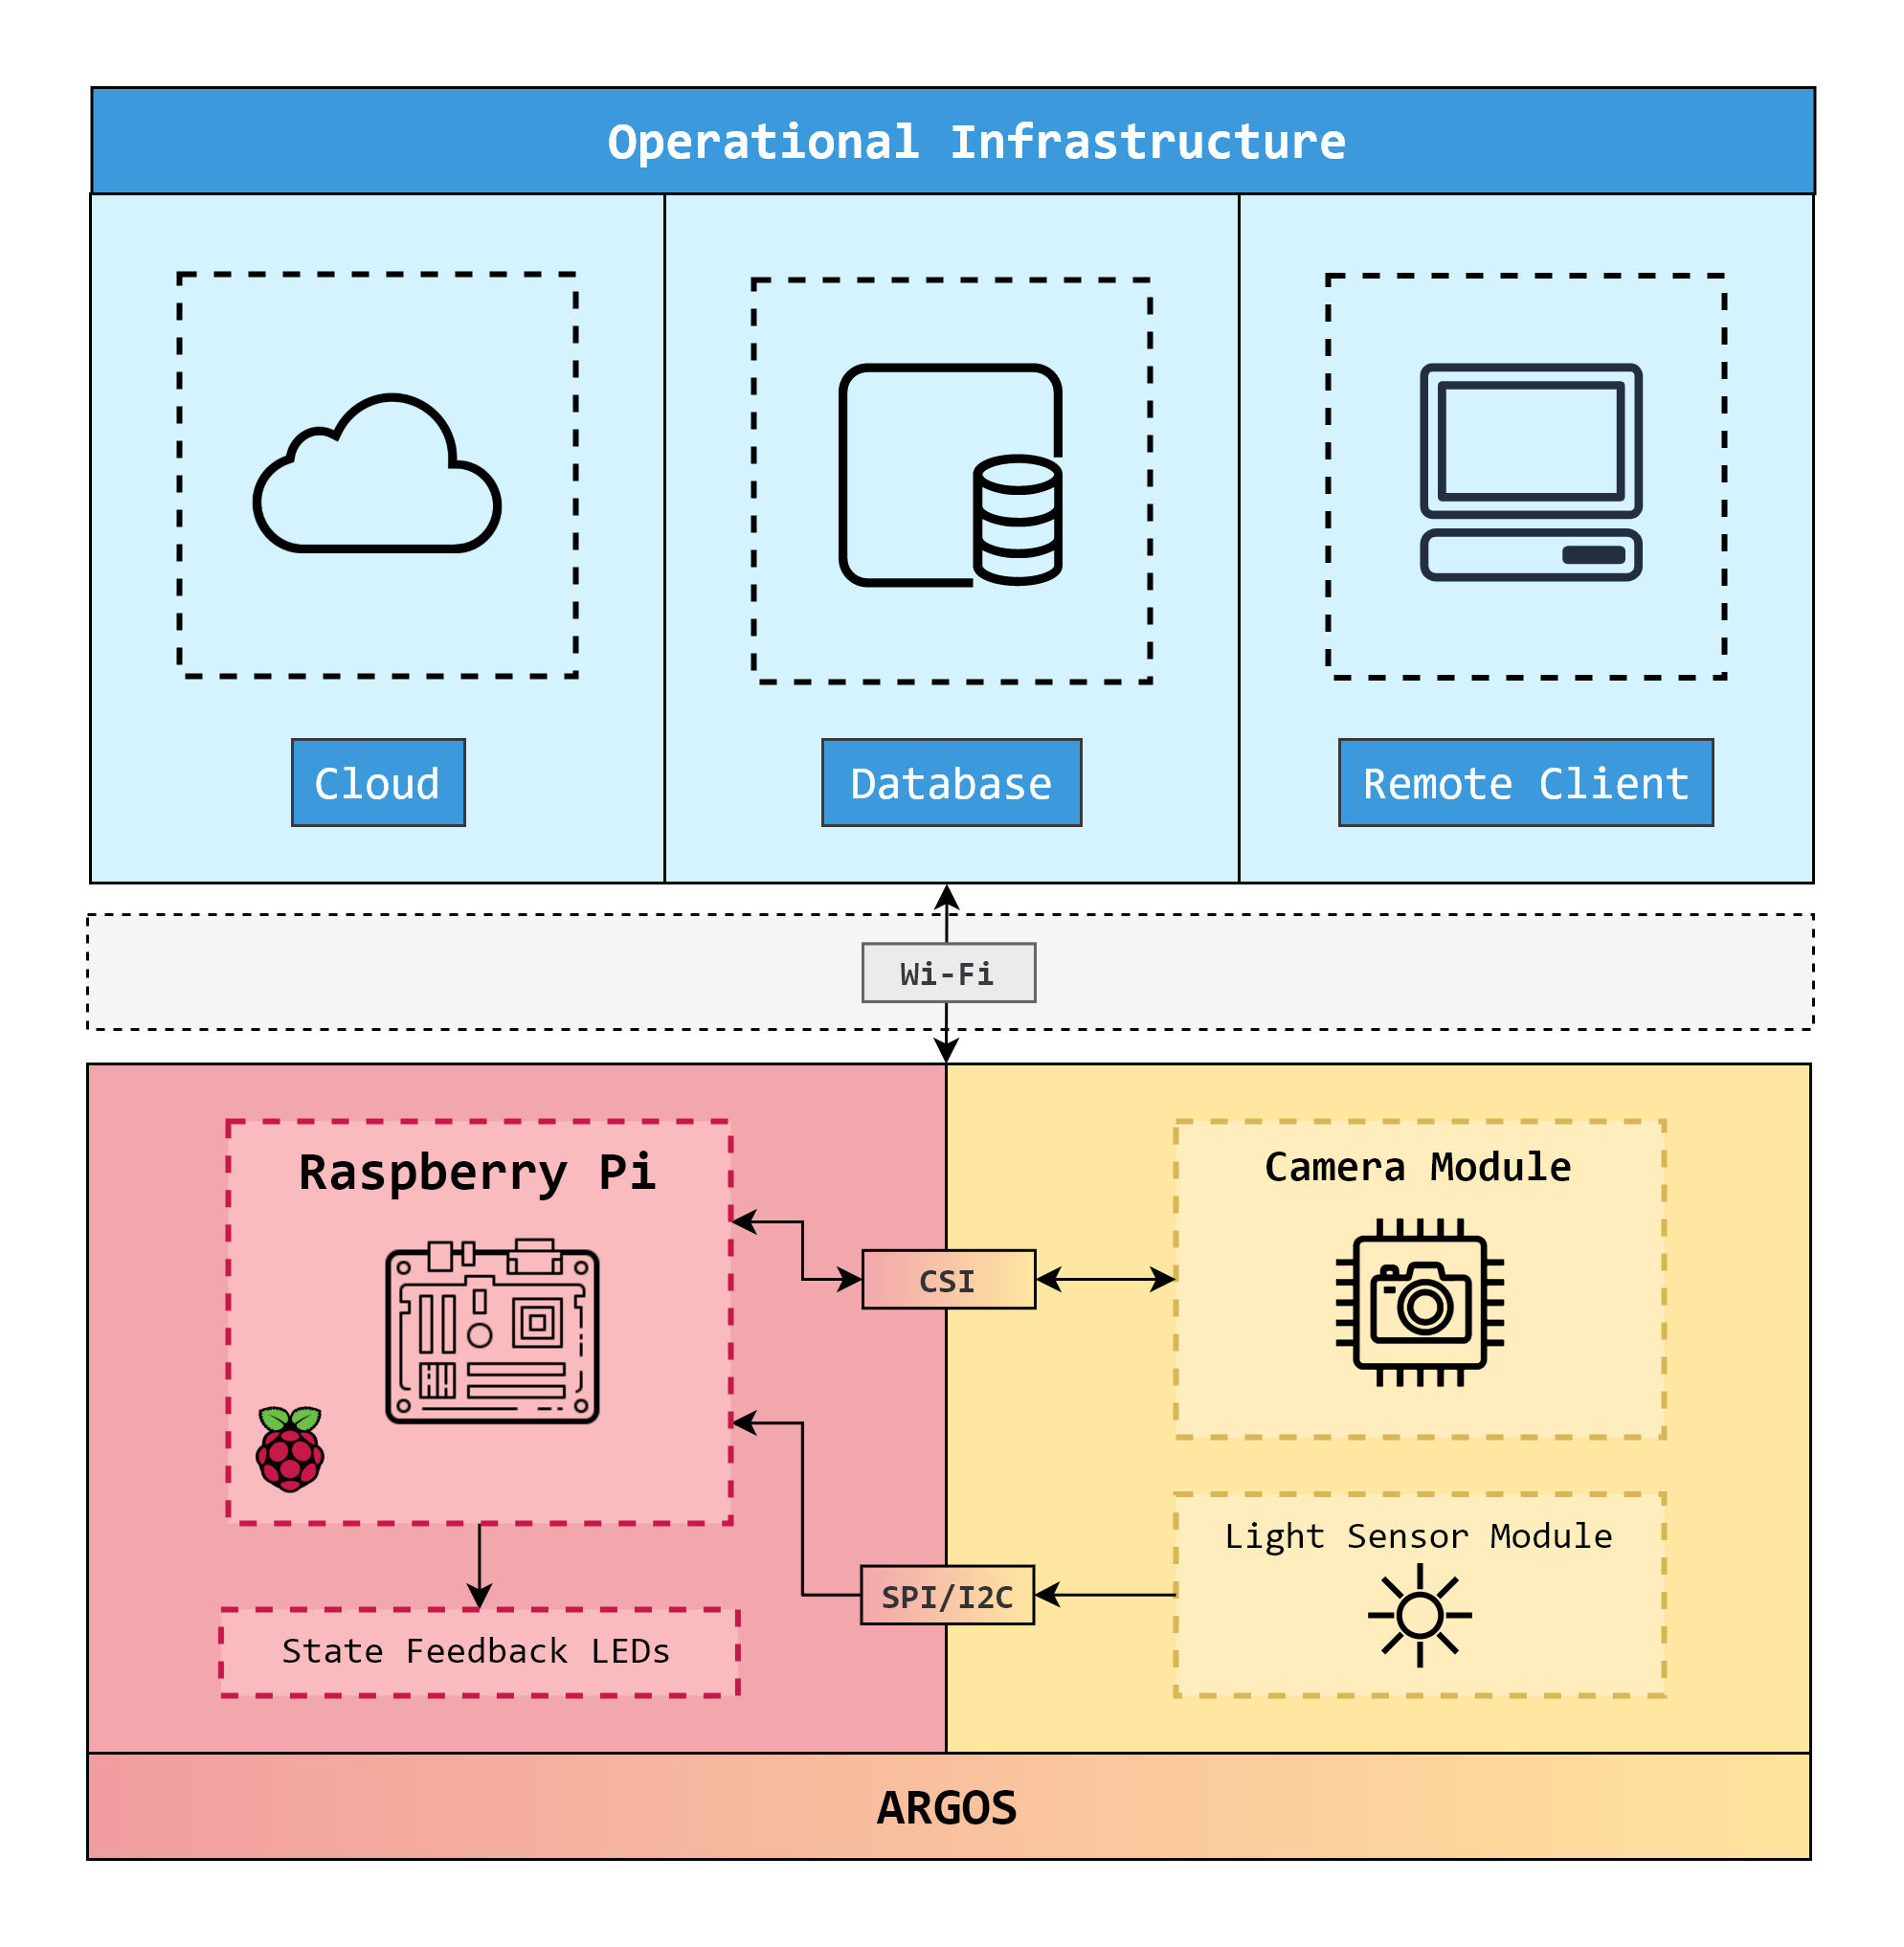 Operational Infrastructure
Cloud
Database
Remote Client
Wi-Fi
Raspberry Pi
Camera Module
CSI
Light Sensor Module
SPI/I2C
State Feedback LEDs
ARGOS